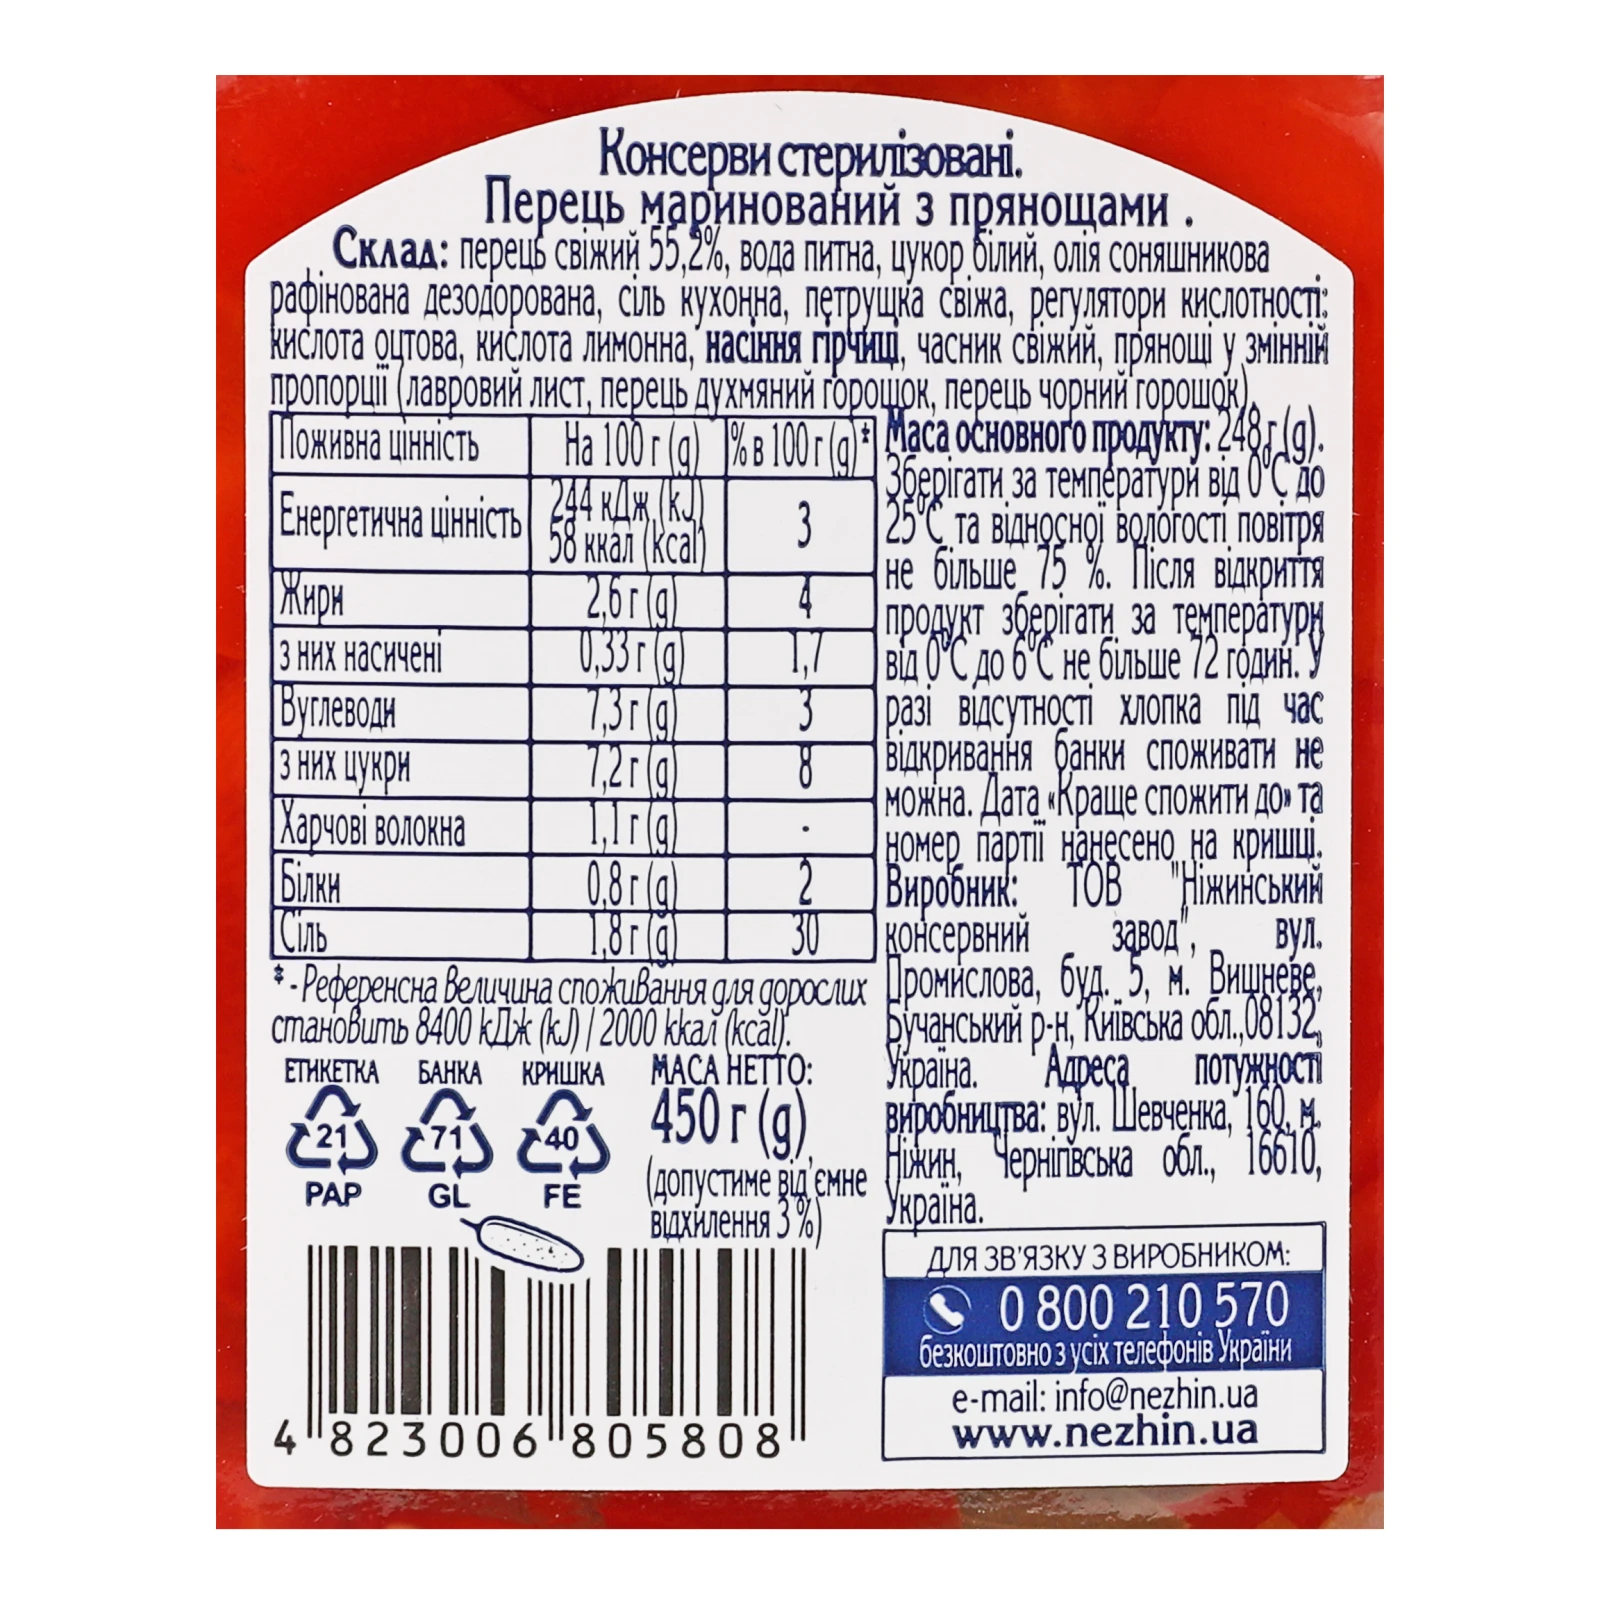 Консерви стерилізовані.
Перець маринований з прянощами .
Склад: перець свіжий 55,2%, вода питна, цукор білий, олія соняшникова
рафінована дезодорована, сіль кухонна, петрушка свіжа, регулятори кислотності:
кислота оцтова, кислота лимонна, насіння гірчиці, часник свіжий, прянощі у змінній
пропорції (лавровий лист, перець духмяний горошок, перець чорний горошок).
Поживна цінність На 100 г (g) % в 100 г (g)*
Енергетична цінність 244 кДж (kJ) 3
58 ккал (kcal)
Жири 2,6 г (g) 4
з них насичені 0,33 г (g) 1,7
Вуглеводи 7,3 г (g) 3
з них цукри 7,2 г (g) 8
Харчові волокна 1,1 г (g) -
Білки 0,8 г (g) 2
Сіль 1,8 г (g) 30
* - Референсна величина споживання для дорослих
становить 8400 кДж (kJ) / 2000 ккал (kcal).
Маса основного продукту: 248 г (g).
Зберігати за температури від 0°С до
25°С та відносної вологості повітря
не більше 75 %. Після відкриття
продукт зберігати за температури
від 0°С до 6°С не більше 72 годин. У
разі відсутності хлопка під час
відкривання банки споживати не
можна. Дата «Краще спожити до» та
номер партії нанесено на кришці.
Виробник: ТОВ "Ніжинський
консервний завод", вул.
Промислова, буд. 5, м. Вишневе,
Бучанський р-н, Київська обл.,08132,
Україна. Адреса потужності
виробництва: вул. Шевченка, 160, м.
Ніжин, Чернігівська обл., 16610,
Україна.
ЕТИКЕТКА БАНКА КРИШКА
21 71 40
PAP GL FE
МАСА НЕТТО:
450 г (g)
(допустиме від'ємне
відхилення 3 %)
4 823006 805808
ДЛЯ ЗВ'ЯЗКУ З ВИРОБНИКОМ:
0 800 210 570
безкоштовно з усіх телефонів України
e-mail: info@nezhin.ua
www.nezhin.ua